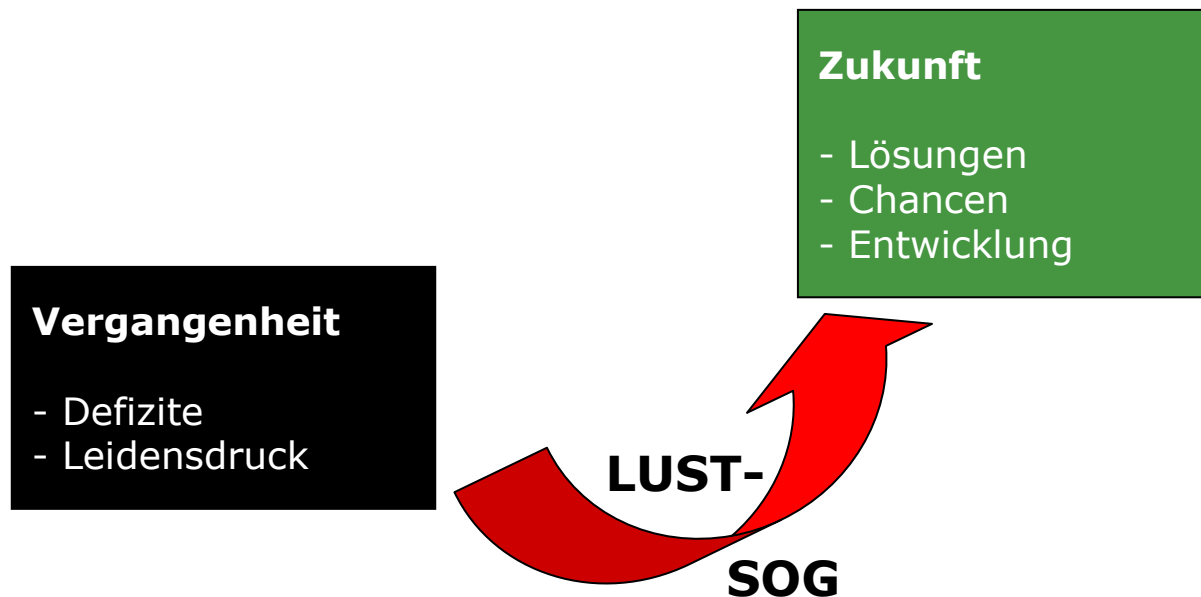 Vergangenheit
- Defizite
- Leidensdruck
LUST-
SOG
Zukunft
- Lösungen
- Chancen
- Entwicklung